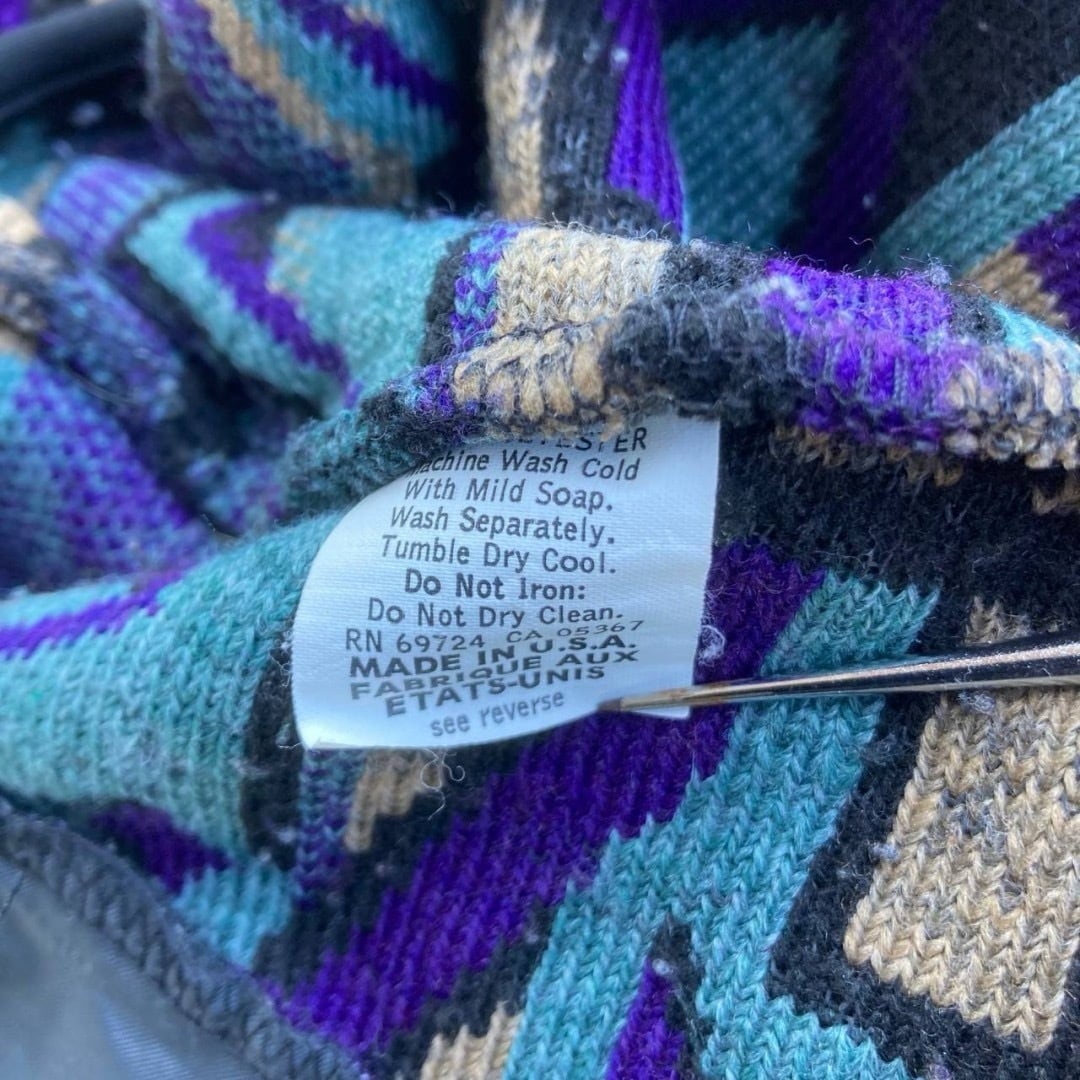 Machine Wash Cold
With Mild Soap.
Wash Separately.
Tumble Dry Cool.
Do Not Iron:
Do Not Dry Clean.
RN 69724 CA 05367
MADE IN U.S.A.
FABRIQUE AUX
ETATS-UNIS
see reverse